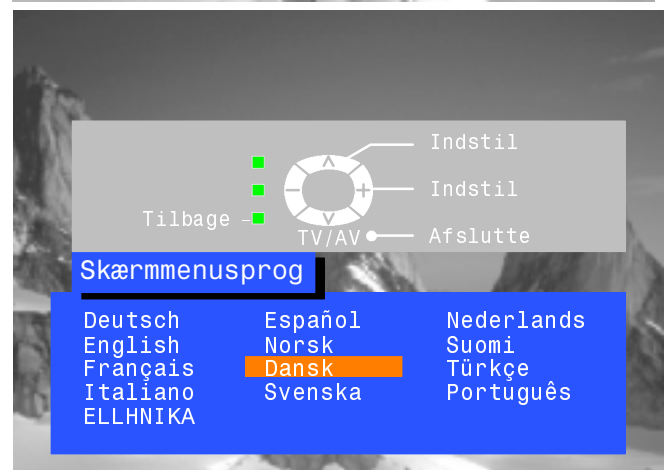 Indstil
Indstil
Tilbage
TV/AV Afslutte
Skærmmenusprog
Deutsch Español Nederlands
English Norsk Suomi
Français Dansk Türkçe
Italiano Svenska Português
ELLHNIKA